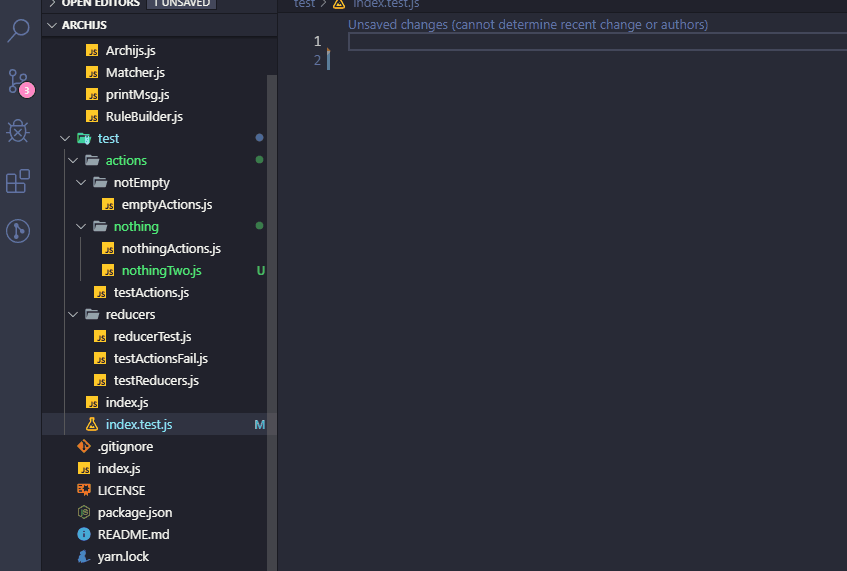 OPEN EDITORS 1 UNSAVED
ARCHIJS
Archijs.js
Matcher.js
printMsg.js
RuleBuilder.js
test
actions
notEmpty
emptyActions.js
nothing
nothingActions.js
nothingTwo.js U
testActions.js
reducers
reducerTest.js
testActionsFail.js
testReducers.js
index.js
index.test.js M
.gitignore
index.js
LICENSE
package.json
README.md
yarn.lock
3
test > index.test.js
Unsaved changes (cannot determine recent change or authors)
1
2